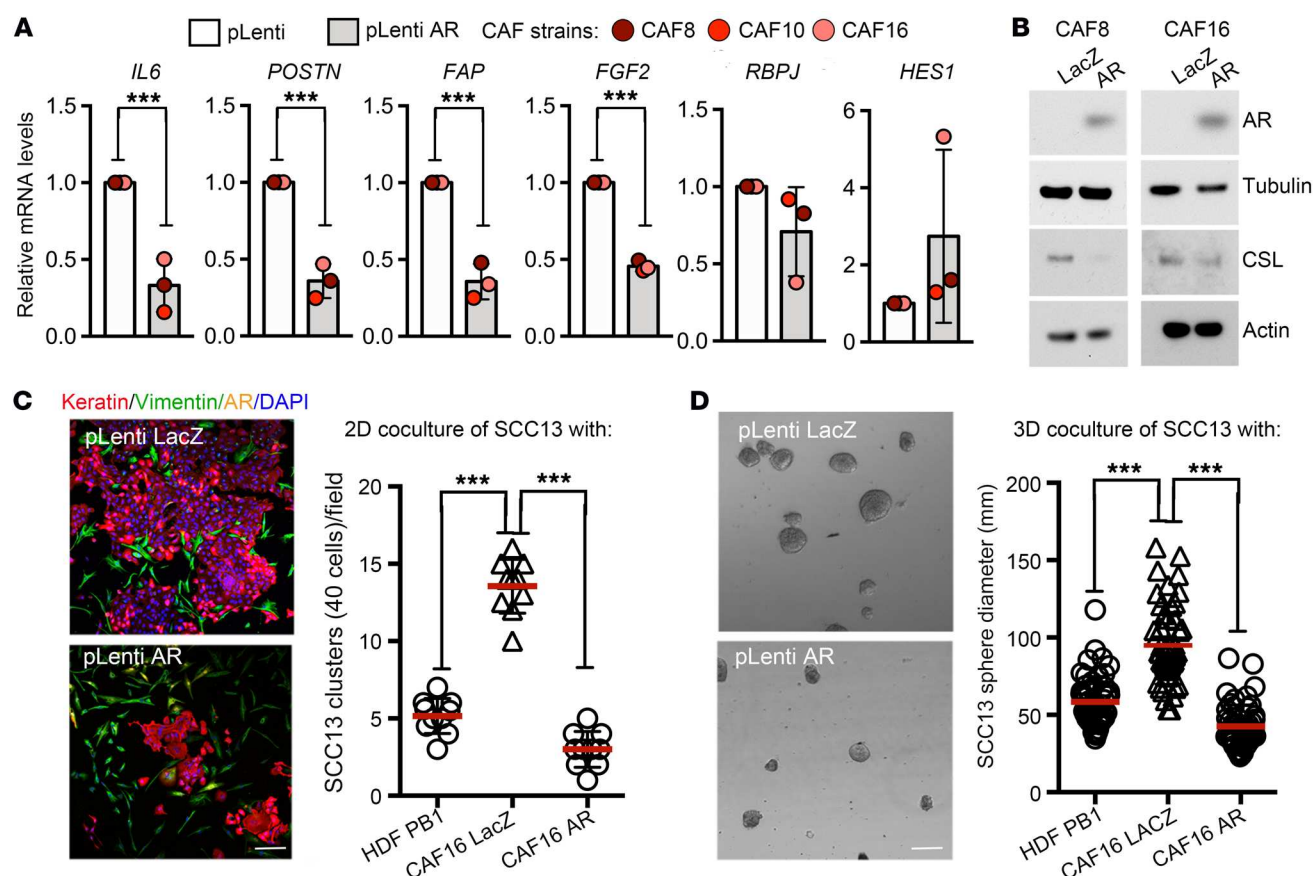 A
pLenti pLenti AR CAF strains: CAF8 CAF10 CAF16
IL6 POSTN FAP FGF2 RBPJ HES1
*** *** *** ***
Relative mRNA levels
1.5 1.0 0.5 0.0
1.5 1.0 0.5 0.0
1.5 1.0 0.5 0.0
1.5 1.0 0.5 0.0
1.5 1.0 0.5 0.0
6 4 2 0
B
CAF8 CAF16
LacZ AR LacZ AR
AR
Tubulin
CSL
Actin
C
Keratin/Vimentin/AR/DAPI
pLenti LacZ
pLenti AR
2D coculture of SCC13 with:
*** ***
SCC13 clusters (40 cells)/field
20
15
10
5
0
HDF PB1 CAF16 LacZ CAF16 AR
D
pLenti LacZ
pLenti AR
3D coculture of SCC13 with:
*** ***
SCC13 sphere diameter (mm)
200
150
100
50
0
HDF PB1 CAF16 LACZ CAF16 AR